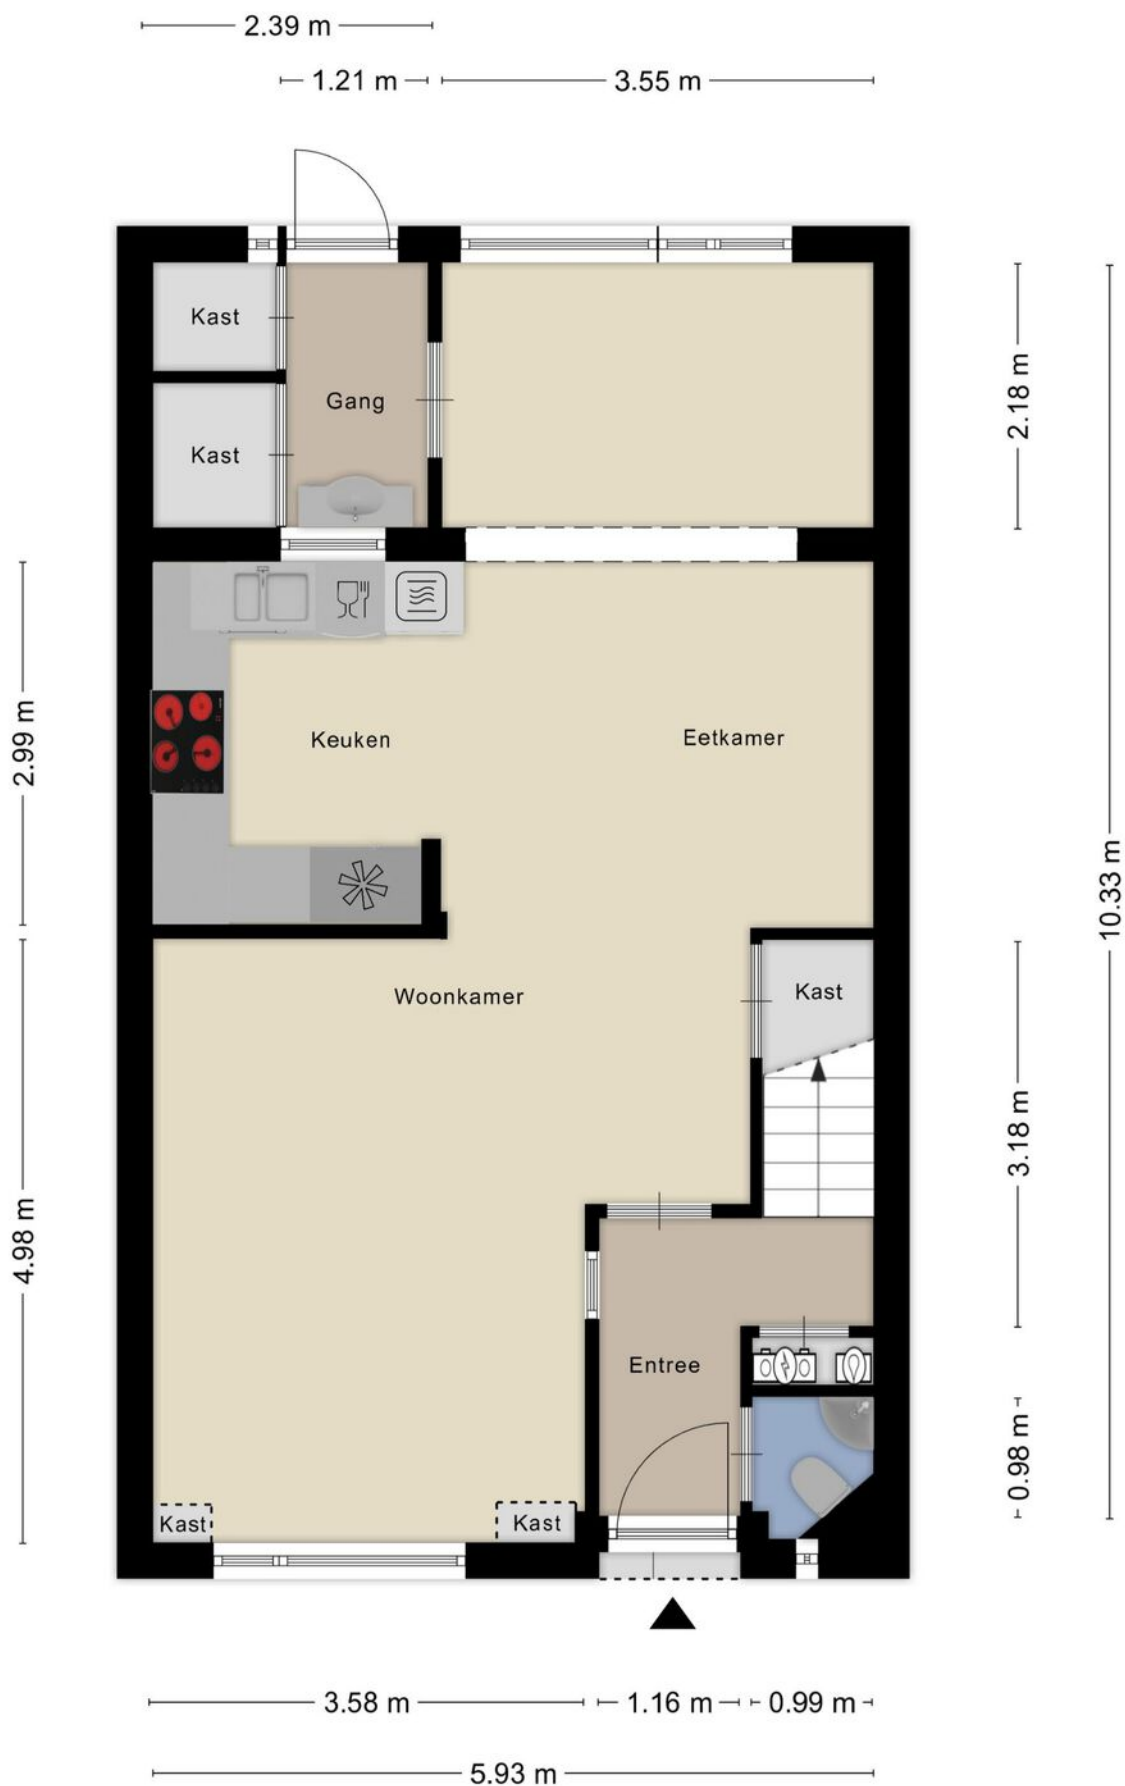 2.39 m
1.21 m
3.55 m
Kast
Gang
Kast
2.18 m
2.99 m
Keuken
Eetkamer
10.33 m
Woonkamer
Kast
3.18 m
4.98 m
Entree
0.98 m
Kast
Kast
3.58 m
1.16 m
0.99 m
5.93 m